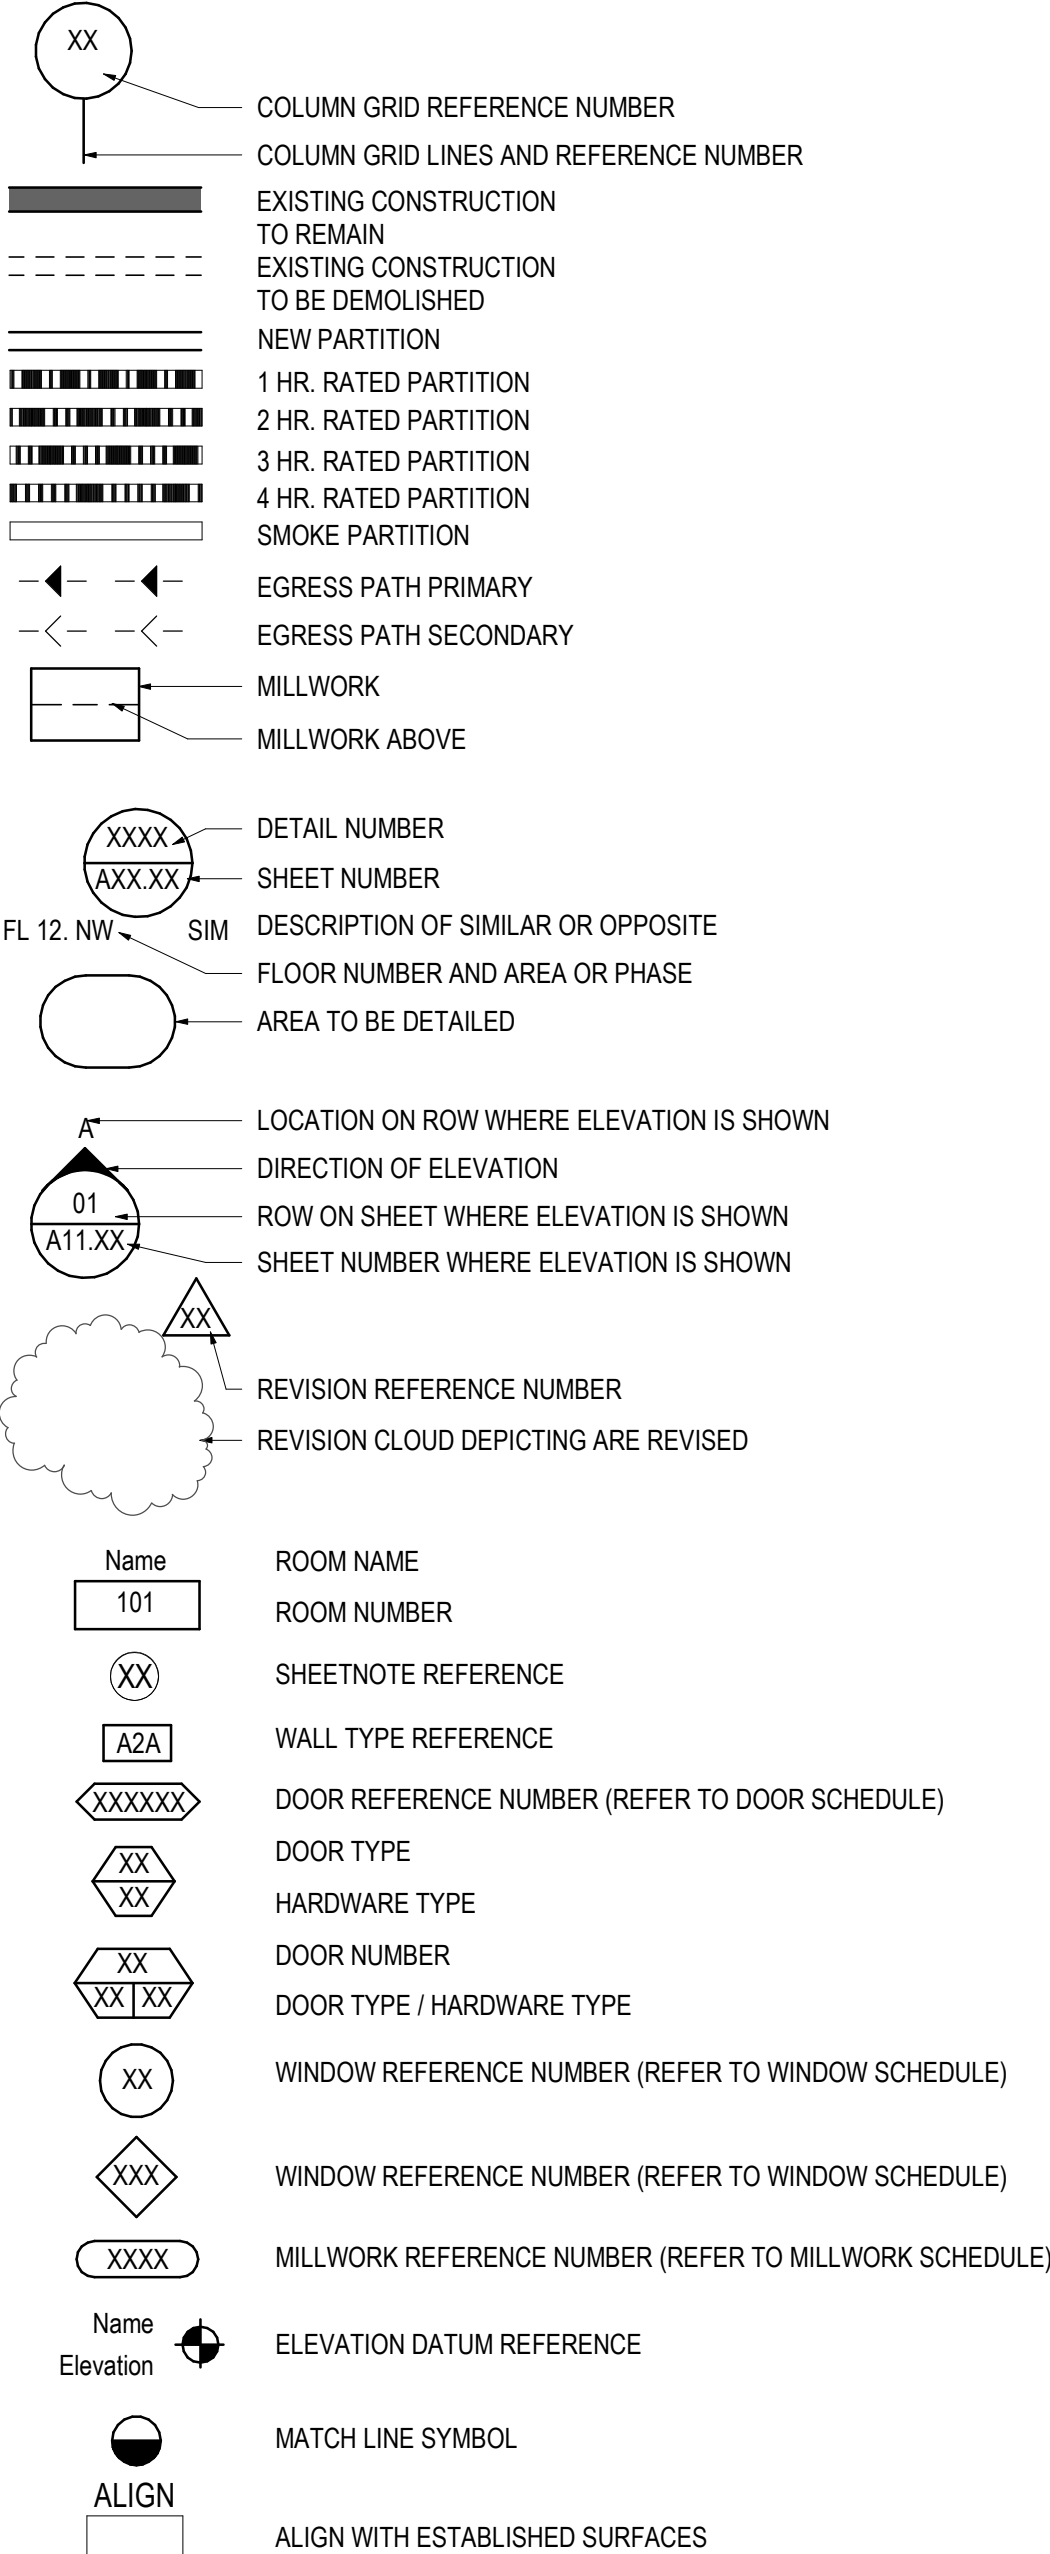 XX
COLUMN GRID REFERENCE NUMBER
COLUMN GRID LINES AND REFERENCE NUMBER
EXISTING CONSTRUCTION
TO REMAIN
EXISTING CONSTRUCTION
TO BE DEMOLISHED
NEW PARTITION
1 HR. RATED PARTITION
2 HR. RATED PARTITION
3 HR. RATED PARTITION
4 HR. RATED PARTITION
SMOKE PARTITION
EGRESS PATH PRIMARY
EGRESS PATH SECONDARY
MILLWORK
MILLWORK ABOVE
XXXX DETAIL NUMBER
AXX.XX SHEET NUMBER
FL 12. NW SIM DESCRIPTION OF SIMILAR OR OPPOSITE
FLOOR NUMBER AND AREA OR PHASE
AREA TO BE DETAILED
A LOCATION ON ROW WHERE ELEVATION IS SHOWN
DIRECTION OF ELEVATION
01 ROW ON SHEET WHERE ELEVATION IS SHOWN
A11.XX SHEET NUMBER WHERE ELEVATION IS SHOWN
XX
REVISION REFERENCE NUMBER
REVISION CLOUD DEPICTING ARE REVISED
Name ROOM NAME
101 ROOM NUMBER
XX SHEETNOTE REFERENCE
A2A WALL TYPE REFERENCE
XXXXXX DOOR REFERENCE NUMBER (REFER TO DOOR SCHEDULE)
XX DOOR TYPE
XX HARDWARE TYPE
XX DOOR NUMBER
XX XX DOOR TYPE / HARDWARE TYPE
XX WINDOW REFERENCE NUMBER (REFER TO WINDOW SCHEDULE)
XXX WINDOW REFERENCE NUMBER (REFER TO WINDOW SCHEDULE)
XXXX MILLWORK REFERENCE NUMBER (REFER TO MILLWORK SCHEDULE)
Name
Elevation ELEVATION DATUM REFERENCE
MATCH LINE SYMBOL
ALIGN
ALIGN WITH ESTABLISHED SURFACES